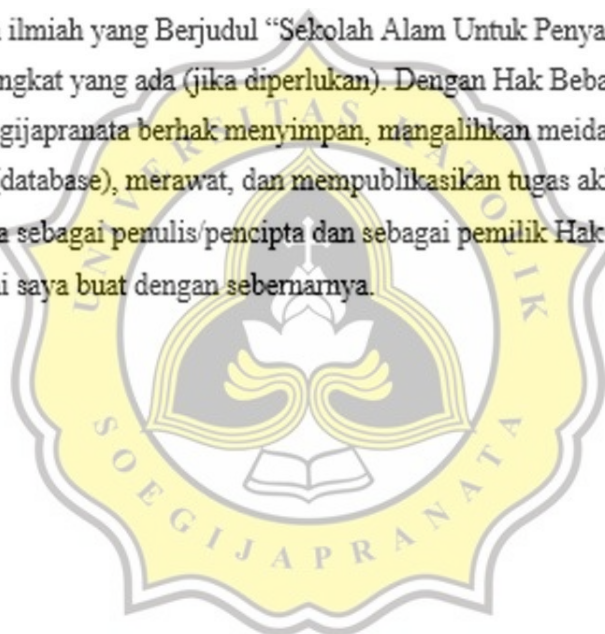 ilmiah yang Berjudul “Sekolah Alam Untuk Penya
ngkat yang ada (jika diperlukan). Dengan Hak Beba
gijapranata berhak menyimpan, mangalihkan meida
(database), merawat, dan mempublikasikan tugas ak
a sebagai penulis/pencipta dan sebagai pemilik Hak
i saya buat dengan sebernarnya.
UNIVERSITAS KATOLIK
SOEGIJAPRANATA